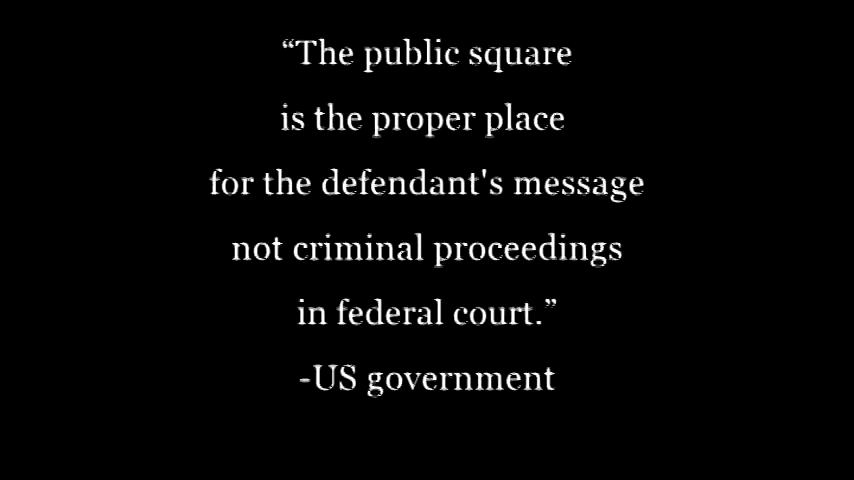 “The public square
is the proper place
for the defendant's message
not criminal proceedings
in federal court.”
-US government